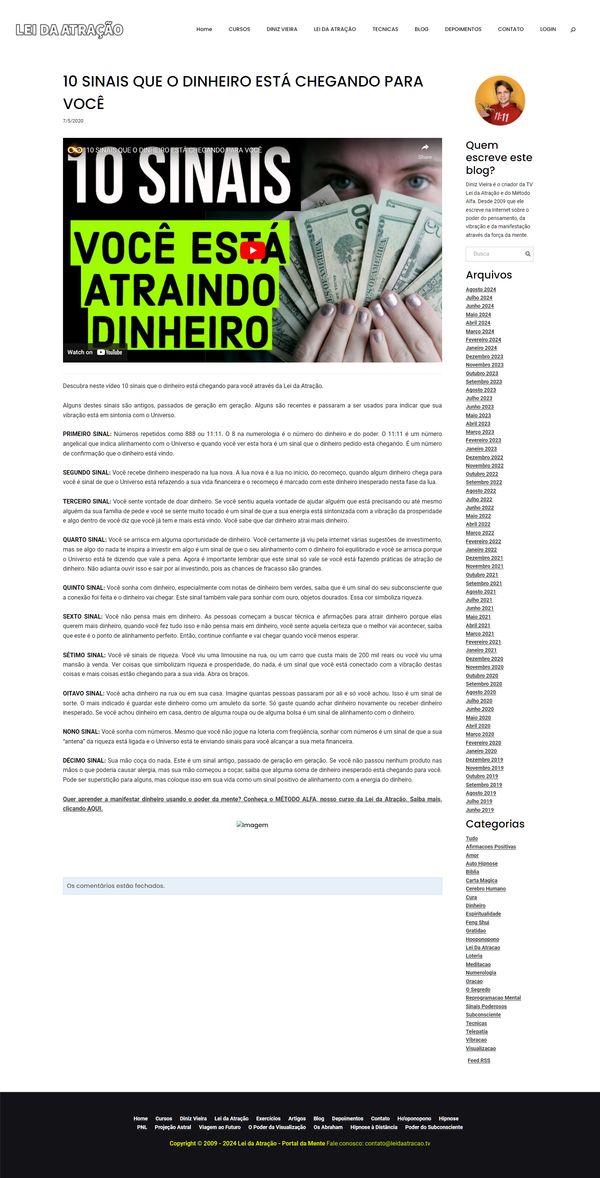 LEI DA ATRAÇÃO
Home CURSOS DINIZ VIEIRA LEI DA ATRAÇÃO TECNICAS BLOG DEPOIMENTOS CONTATO LOGIN
10 SINAIS QUE O DINHEIRO ESTÁ CHEGANDO PARA
VOCÊ
7/5/2020
10 SINAIS QUE O DINHEIRO ESTÁ CHEGANDO PARA VOCÊ
Share
10 SINAIS
VOCÊ ESTÁ
ATRAINDO
DINHEIRO
Watch on YouTube
Descubra neste vídeo 10 sinais que o dinheiro está chegando para você através da Lei da Atração.
Alguns destes sinais são antigos, passados de geração em geração. Alguns são recentes e passaram a ser usados para indicar que sua
vibração está em sintonia com o Universo.
PRIMEIRO SINAL: Números repetidos como 888 ou 11:11. O 8 na numerologia é o número do dinheiro e do poder. O 11:11 é um número
angelical que indica alinhamento com o Universo e quando você ver esta hora é um sinal que o dinheiro pedido está chegando. É um número
de confirmação que o dinheiro está vindo.
SEGUNDO SINAL: Você recebe dinheiro inesperado na lua nova. A lua nova é a lua no início, do recomeço, quando algum dinheiro chega para
você é sinal de que o Universo está refazendo a sua vida financeira e o recomeço é marcado com este dinheiro inesperado nesta fase da lua.
TERCEIRO SINAL: Você sente vontade de doar dinheiro. Se você sentiu aquela vontade de ajudar alguém que está precisando ou até mesmo
alguém da sua família de pede e você se sente muito tocado é um sinal de que a sua energia está sintonizada com a vibração da prosperidade
e algo dentro de você diz que você já tem e mais está vindo. Você sabe que dar dinheiro atrai mais dinheiro.
QUARTO SINAL: Você se arrisca em alguma oportunidade de dinheiro. Você certamente já viu pela internet várias sugestões de investimento,
mas se algo do nada te inspira a investir em algo é um sinal de que o seu alinhamento com o dinheiro foi equilibrado e você se arrisca porque
o Universo está te dizendo que vale a pena. Agora é importante lembrar que este sinal só vale se você está fazendo práticas de atração de
dinheiro. Não adianta ouvir isso e sair por aí investindo, pois as chances de fracasso são grandes.
QUINTO SINAL: Você sonha com dinheiro, especialmente com notas de dinheiro bem verdes, saiba que é um sinal do seu subconsciente que
a conexão foi feita e o dinheiro vai chegar. Este sinal também vale para sonhar com ouro, objetos dourados. Essa cor simboliza riqueza.
SEXTO SINAL: Você não pensa mais em dinheiro. As pessoas começam a buscar técnica e afirmações para atrair dinheiro porque elas
querem mais dinheiro, quando você fez tudo isso e não pensa mais em dinheiro, você sente aquela certeza que o melhor vai acontecer, saiba
que este é o ponto de alinhamento perfeito. Então, continue confiante e vai chegar quando você menos esperar.
SÉTIMO SINAL: Você vê sinais de riqueza. Você viu uma limousine na rua, ou um carro que custa mais de 200 mil reais ou você viu uma
mansão à venda. Ver coisas que simbolizam riqueza e prosperidade, do nada, é um sinal que você está conectado com a vibração destas
coisas e mais coisas estão chegando para a sua vida. Abra os braços.
OITAVO SINAL: Você acha dinheiro na rua ou em sua casa. Imagine quantas pessoas passaram por ali e só você achou. Isso é um sinal de
sorte. O mais indicado é guardar este dinheiro como um amuleto da sorte. Só gaste quando achar dinheiro novamente ou receber dinheiro
inesperado. Se você achou dinheiro em casa, dentro de alguma roupa ou de alguma bolsa é um sinal de alinhamento com o dinheiro.
NONO SINAL: Você sonha com números. Mesmo que você não jogue na loteria com freqüência, sonhar com números é um sinal de que a sua
"antena" da riqueza está ligada e o Universo está te enviando sinais para você alcançar a sua meta financeira.
DÉCIMO SINAL: Sua mão coça do nada. Este é um sinal antigo, passado de geração em geração. Se você não passou nenhum produto nas
mãos o que poderia causar alergia, mas sua mão começou a coçar, saiba que alguma soma de dinheiro inesperado está chegando para você.
Pode ser superstição para alguns, mas coloque isso em sua vida como um sinal positivo de alinhamento com a energia do dinheiro.
Quer aprender a manifestar dinheiro usando o poder da mente? Conheça o MÉTODO ALFA, nosso curso da Lei da Atração. Saiba mais,
clicando AQUI.
Imagem
Os comentários estão fechados.
11:11
Quem
escreve este
blog?
Diniz Vieira é o criador da TV
Lei da Atração e do Método
Alfa. Desde 2009 que ele
escreve na Internet sobre o
poder do pensamento, da
vibração e da manifestação
através da força da mente.
Busca
Arquivos
Agosto 2024
Julho 2024
Junho 2024
Maio 2024
Abril 2024
Março 2024
Fevereiro 2024
Janeiro 2024
Dezembro 2023
Novembro 2023
Outubro 2023
Setembro 2023
Agosto 2023
Julho 2023
Junho 2023
Maio 2023
Abril 2023
Março 2023
Fevereiro 2023
Janeiro 2023
Dezembro 2022
Novembro 2022
Outubro 2022
Setembro 2022
Agosto 2022
Julho 2022
Junho 2022
Maio 2022
Abril 2022
Março 2022
Fevereiro 2022
Janeiro 2022
Dezembro 2021
Novembro 2021
Outubro 2021
Setembro 2021
Agosto 2021
Julho 2021
Junho 2021
Maio 2021
Abril 2021
Março 2021
Fevereiro 2021
Janeiro 2021
Dezembro 2020
Novembro 2020
Outubro 2020
Setembro 2020
Agosto 2020
Julho 2020
Junho 2020
Maio 2020
Abril 2020
Março 2020
Fevereiro 2020
Janeiro 2020
Dezembro 2019
Novembro 2019
Outubro 2019
Setembro 2019
Agosto 2019
Julho 2019
Junho 2019
Categorias
Tudo
Afirmacoes Positivas
Amor
Auto Hipnose
Biblia
Carta Magica
Cerebro Humano
Cura
Dinheiro
Espiritualidade
Feng Shui
Gratidao
Hooponopono
Lei Da Atracao
Loteria
Meditacao
Numerologia
Oracao
O Segredo
Reprogramacao Mental
Sinais Poderosos
Subconsciente
Tecnicas
Telepatia
Vibracao
Visualizacao
Feed RSS
Home Cursos Diniz Vieira Lei da Atração Exercícios Artigos Blog Depoimentos Contato Ho'oponopono Hipnose
PNL Projeção Astral Viagem ao Futuro O Poder da Visualização Os Abraham Hipnose à Distância Poder do Subconsciente
Copyright © 2009 - 2024 Lei da Atração - Portal da Mente Fale conosco: contato@leidaatracao.tv